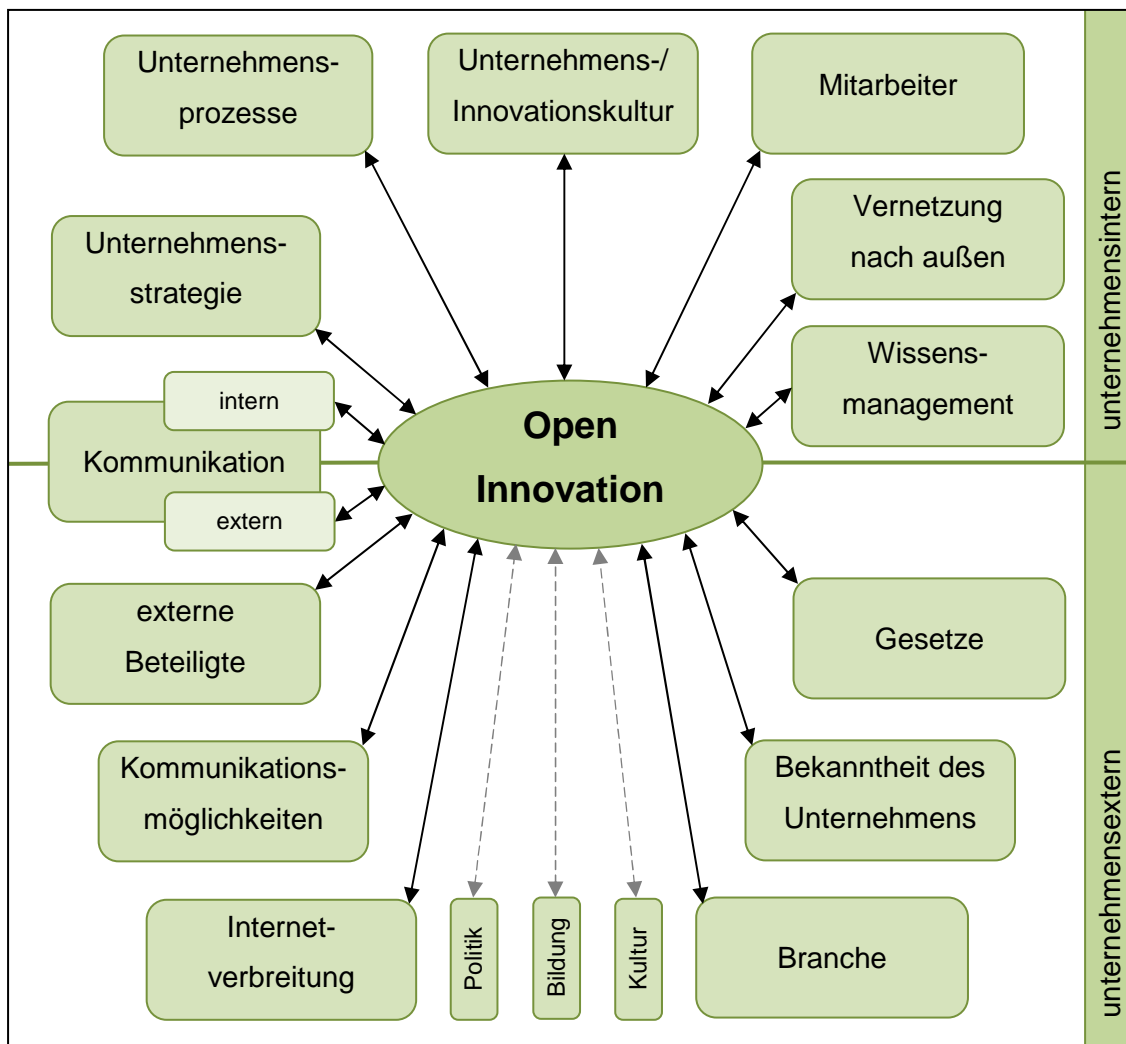 Unternehmens-
prozesse
Unternehmens-/
Innovationskultur
Mitarbeiter
Unternehmens-
strategie
Vernetzung
nach außen
Wissens-
management
intern
Kommunikation
extern
Open
Innovation
externe
Beteiligte
Gesetze
Kommunikations-
möglichkeiten
Bekanntheit des
Unternehmens
Internet-
verbreitung
Politik
Bildung
Kultur
Branche
unternehmensintern
unternehmensextern